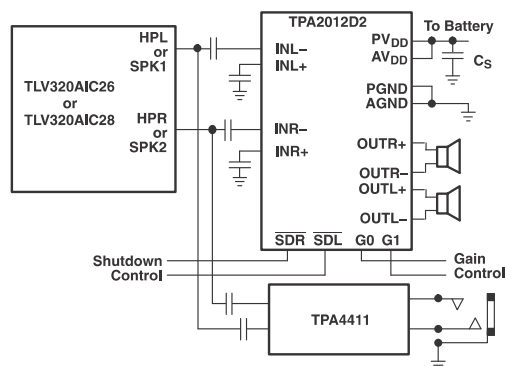 TPA2012D2
To Battery
HPL
or
SPK1
INL–
INL+
PVDD
AVDD
CS
TLV320AIC26
or
TLV320AIC28
PGND
AGND
HPR
or
SPK2
INR–
INR+
OUTR+
OUTR–
OUTL+
OUTL–
SDR SDL G0 G1
Shutdown
Control
Gain
Control
TPA4411